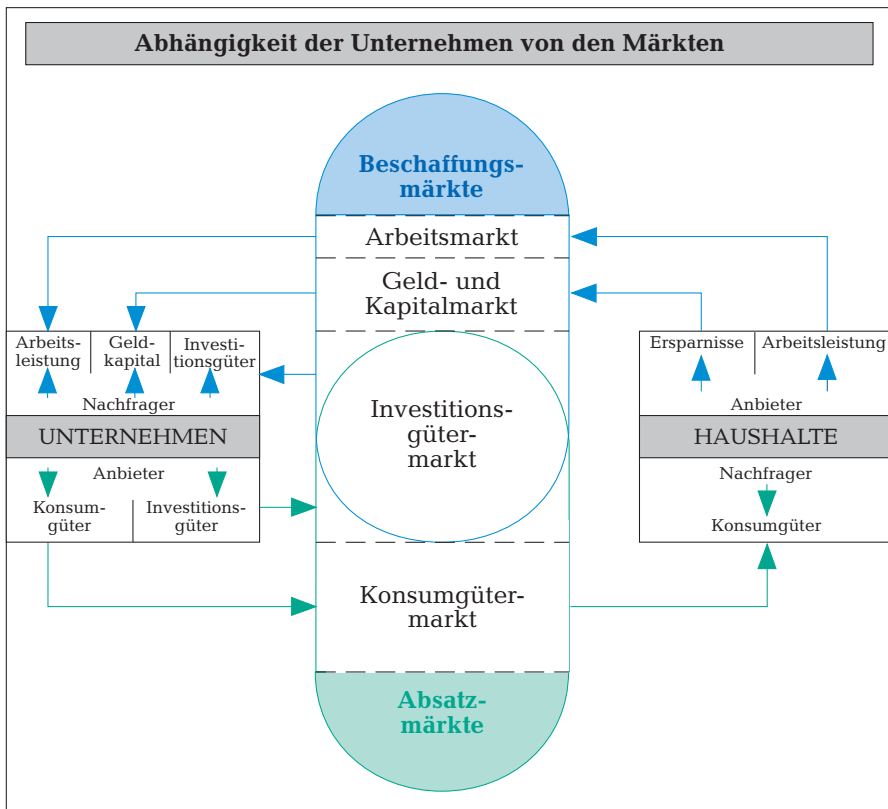 Abhängigkeit der Unternehmen von den Märkten
Beschaffungs-
märkte
Arbeitsmarkt
Geld- und
Kapitalmarkt
Investitions-
güter-
markt
Konsumgüter-
markt
Absatz-
märkte
Arbeits-
leistung
Geld-
kapital
Investi-
tionsgüter
Nachfrager
UNTERNEHMEN
Anbieter
Konsum-
güter
Investitions-
güter
Ersparnisse
Arbeitsleistung
Anbieter
HAUSHALTE
Nachfrager
Konsumgüter